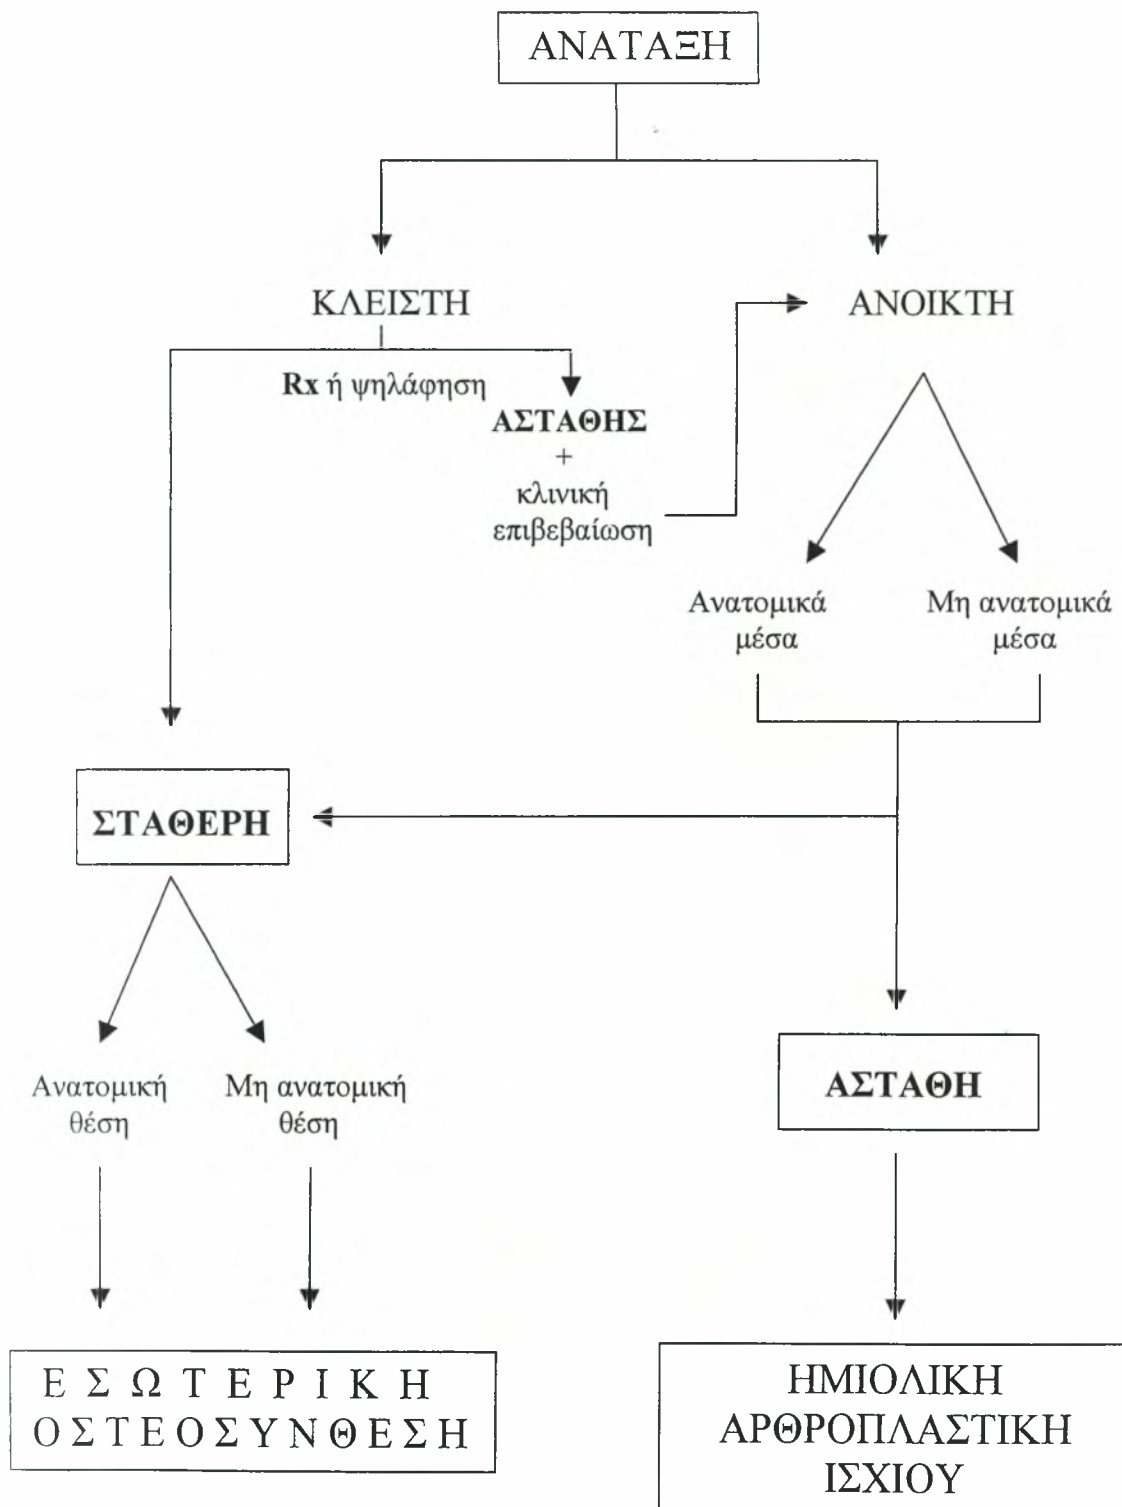 ΑΝΑΤΑΞΗ
ΚΛΕΙΣΤΗ
ΑΝΟΙΚΤΗ
Rx ή ψηλάφηση
ΑΣΤΑΘΗΣ
+
κλινική
επιβεβαίωση
Ανατομικά
μέσα
Μη ανατομικά
μέσα
ΣΤΑΘΕΡΗ
Ανατομική
θέση
Μη ανατομική
θέση
ΑΣΤΑΘΗ
ΕΣΩΤΕΡΙΚΗ
ΟΣΤΕΟΣΥΝΘΕΣΗ
ΗΜΙΟΛΙΚΗ
ΑΡΘΡΟΠΛΑΣΤΙΚΗ
ΙΣΧΙΟΥ